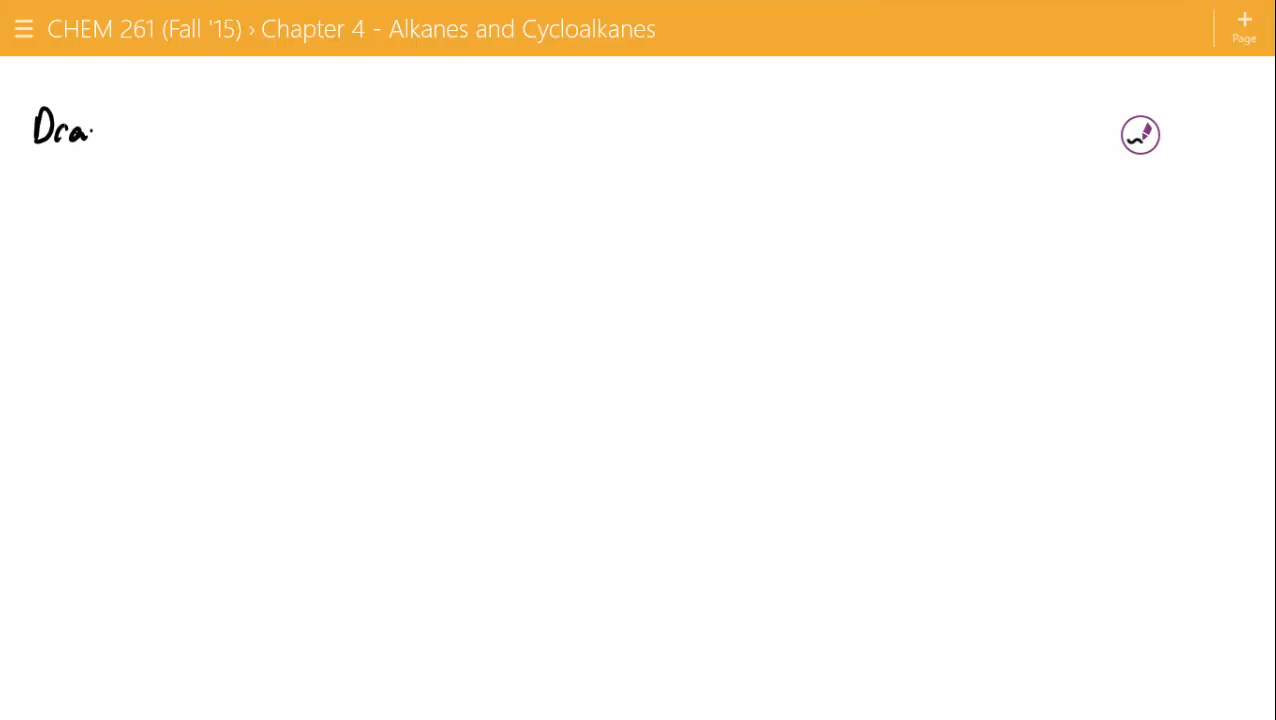 CHEM 261 (Fall '15) › Chapter 4 - Alkanes and Cycloalkanes
Page
Dra